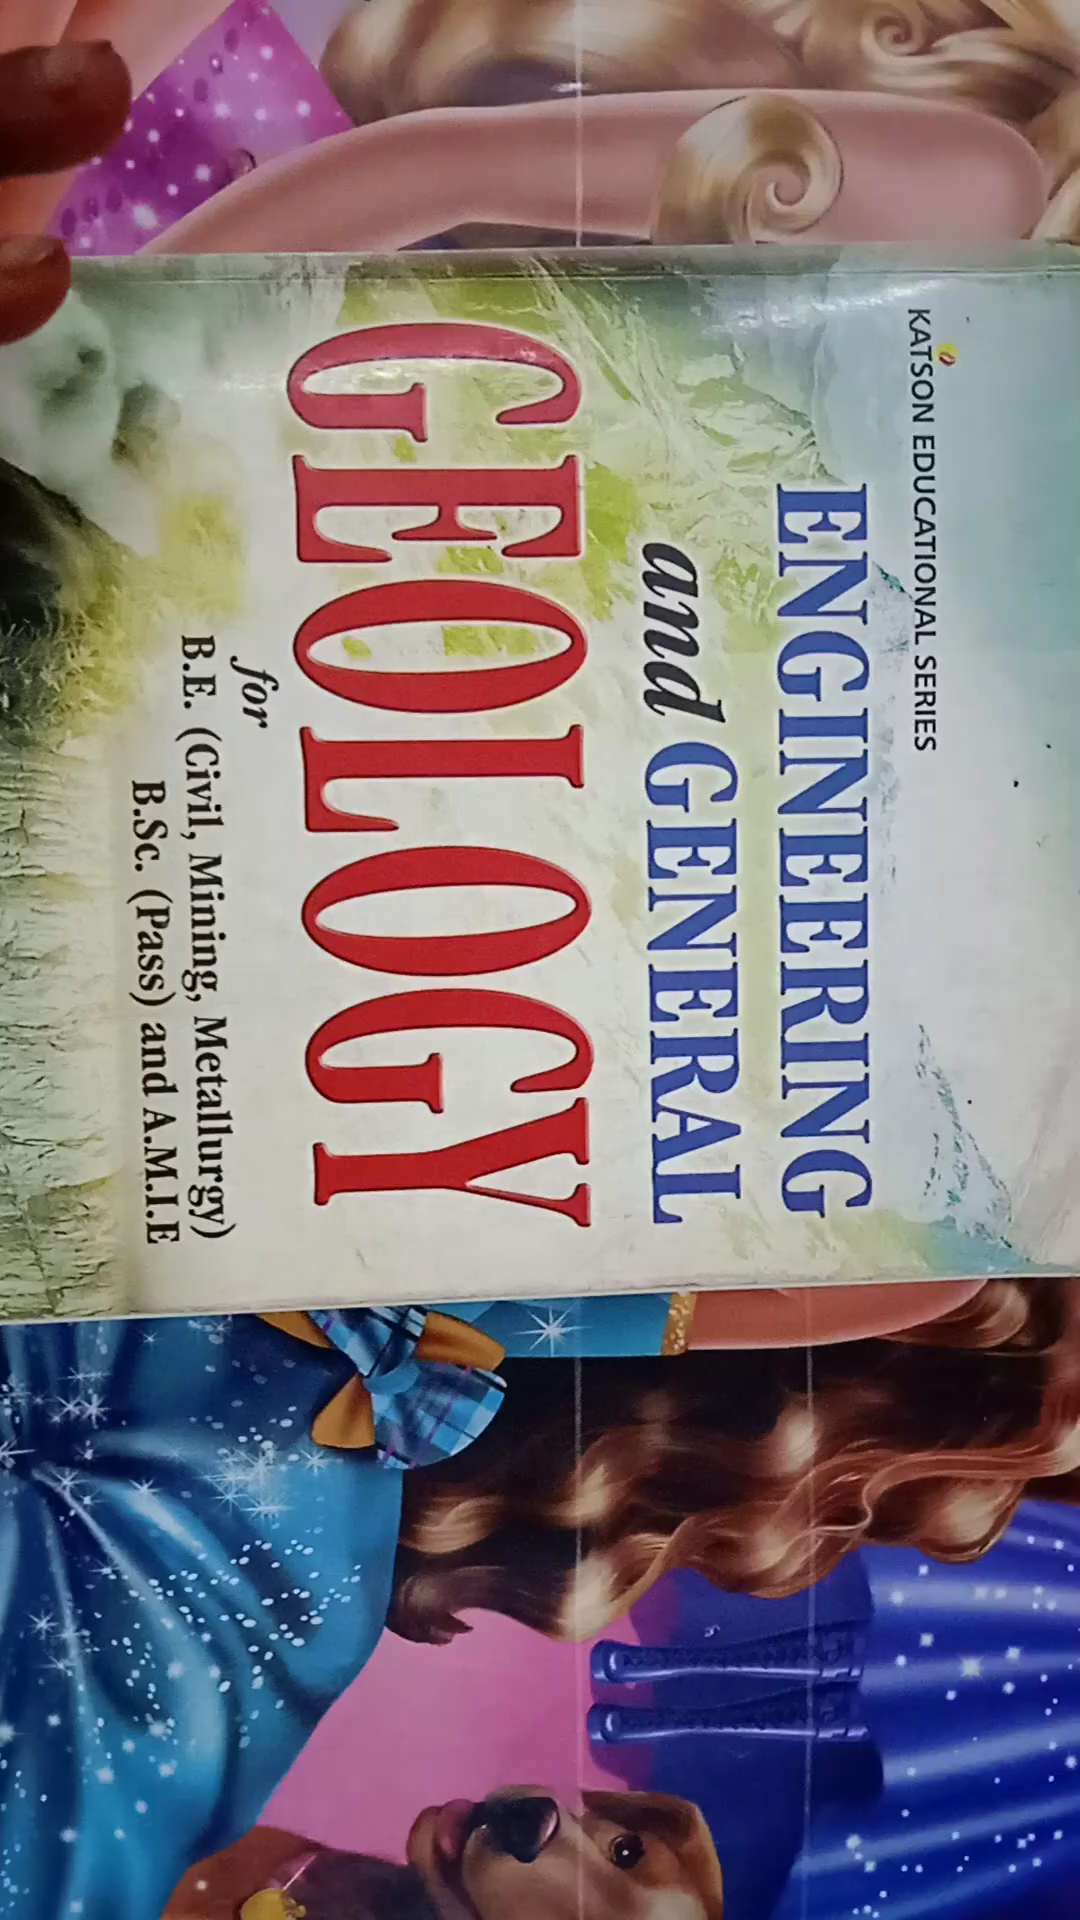 KATSON EDUCATIONAL SERIES
ENGINEERING
and GENERAL
GEOLOGY
for
B.E. (Civil, Mining, Metallurgy)
B.Sc. (Pass) and A.M.I.E